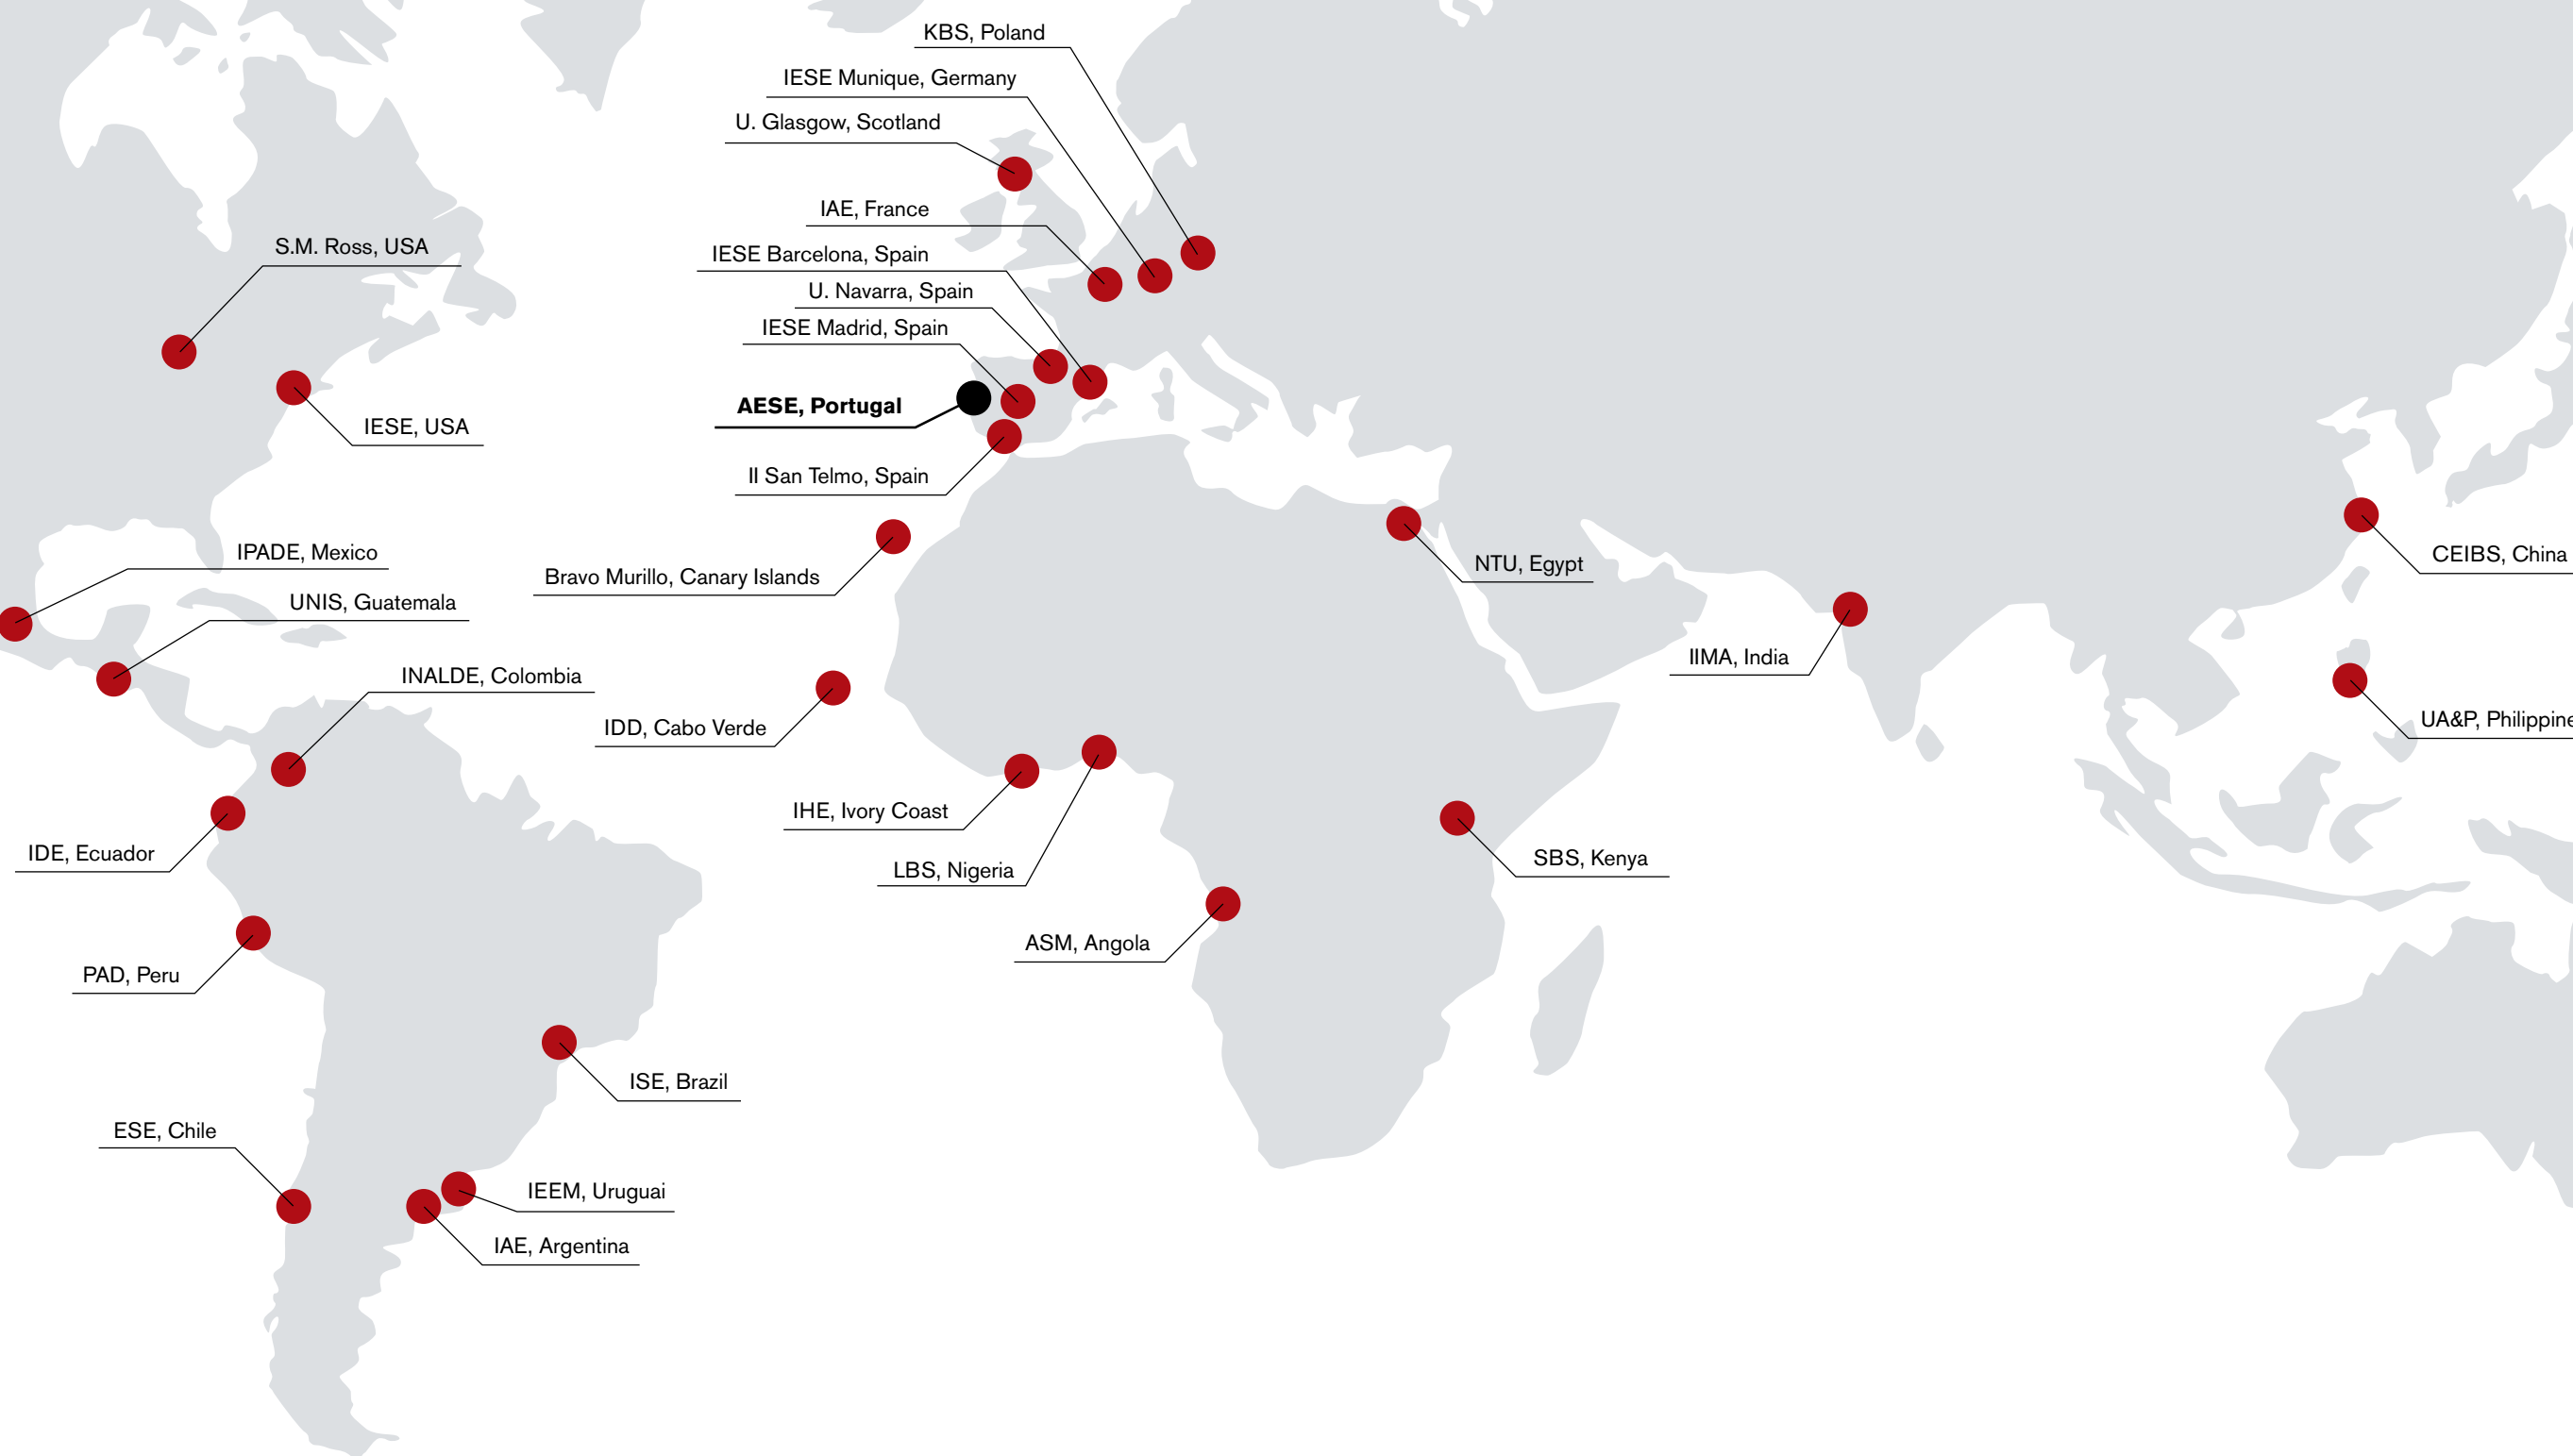 KBS, Poland
IESE Munique, Germany
U. Glasgow, Scotland
IAE, France
S.M. Ross, USA
IESE Barcelona, Spain
U. Navarra, Spain
IESE Madrid, Spain
AESE, Portugal
IESE, USA
II San Telmo, Spain
IPADE, Mexico
CEIBS, China
NTU, Egypt
Bravo Murillo, Canary Islands
UNIS, Guatemala
IIMA, India
INALDE, Colombia
UA&P, Philippine
IDD, Cabo Verde
IHE, Ivory Coast
IDE, Ecuador
SBS, Kenya
LBS, Nigeria
ASM, Angola
PAD, Peru
ISE, Brazil
ESE, Chile
IEEM, Uruguai
IAE, Argentina